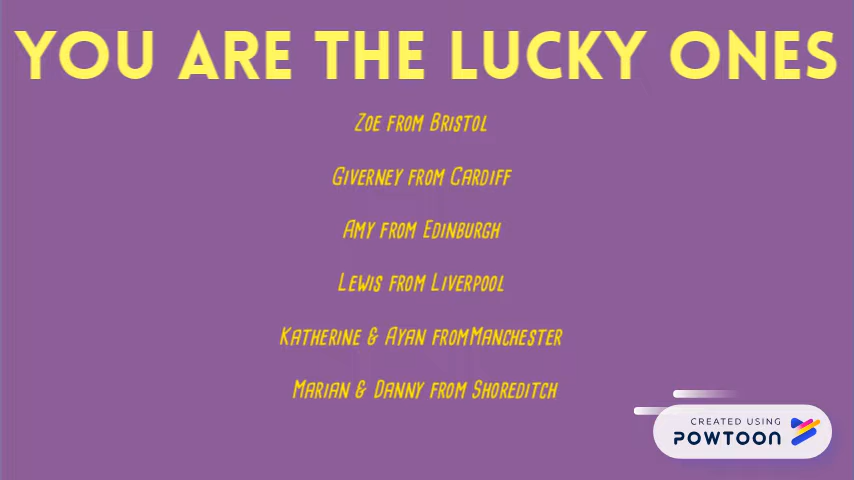 YOU ARE THE LUCKY ONES
ZOE FROM BRISTOL
GIVERNEY FROM CARDIFF
AMY FROM EDINBURGH
LEWIS FROM LIVERPOOL
KATHERINE & AYAN FROMMANCHESTER
MARIAN & DANNY FROM SHOREDITCH
CREATED USING
POWTOON